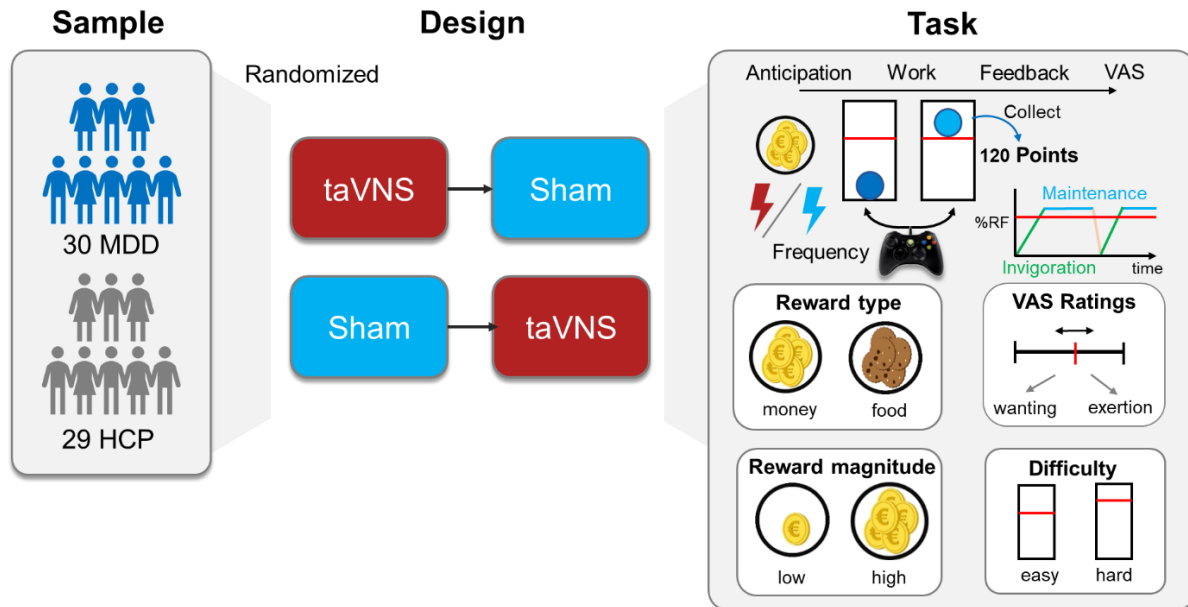 Sample
Design
Task
30 MDD
29 HCP
Randomized
taVNS
Sham
Sham
taVNS
Anticipation Work Feedback VAS
Collect
120 Points
Frequency
Maintenance
%RF
Invigoration
time
Reward type
€ €
money food
VAS Ratings
wanting exertion
Reward magnitude
€ €
low high
Difficulty
easy hard